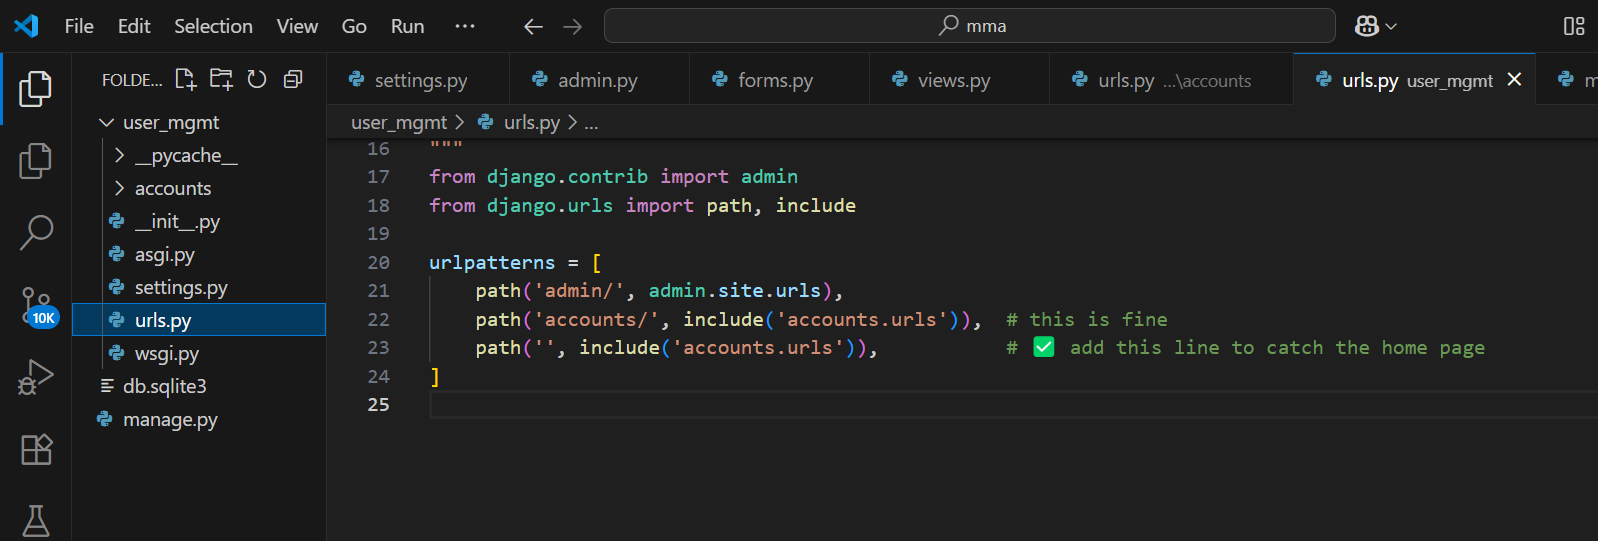 File Edit Selection View Go Run ··· mma
FOLDE...
settings.py admin.py forms.py views.py urls.py ...\accounts urls.py user_mgmt m
user_mgmt
user_mgmt > urls.py > ...
__pycache__
accounts
__init__.py
asgi.py
settings.py
urls.py
wsgi.py
db.sqlite3
manage.py
10K
16 """
17 from django.contrib import admin
18 from django.urls import path, include
19
20 urlpatterns = [
21 path('admin/', admin.site.urls),
22 path('accounts/', include('accounts.urls')), # this is fine
23 path('', include('accounts.urls')), # ✅ add this line to catch the home page
24 ]
25